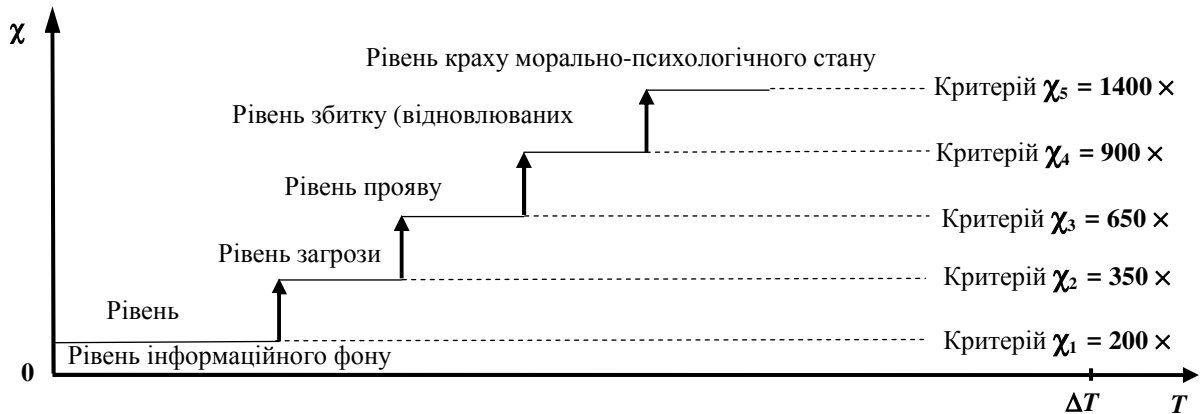 χ
Рівень краху морально-психологічного стану
Критерій χ5 = 1400 ×
Рівень збитку (відновлюваних
Критерій χ4 = 900 ×
Рівень прояву
Критерій χ3 = 650 ×
Рівень загрози
Критерій χ2 = 350 ×
Рівень
Критерій χ1 = 200 ×
Рівень інформаційного фону
0
ΔT
T